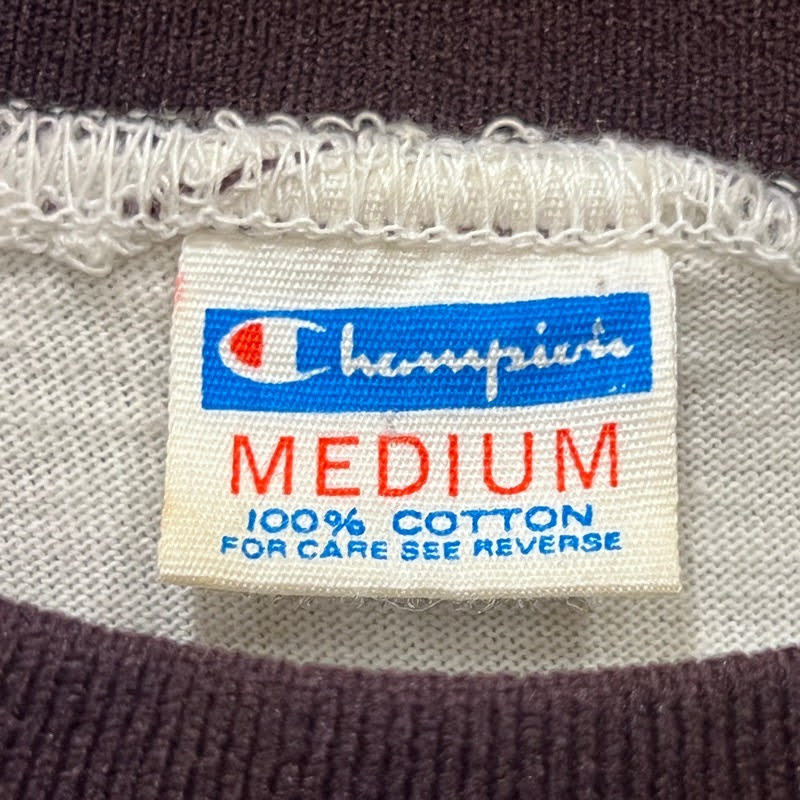 Champion
MEDIUM
100% COTTON
FOR CARE SEE REVERSE